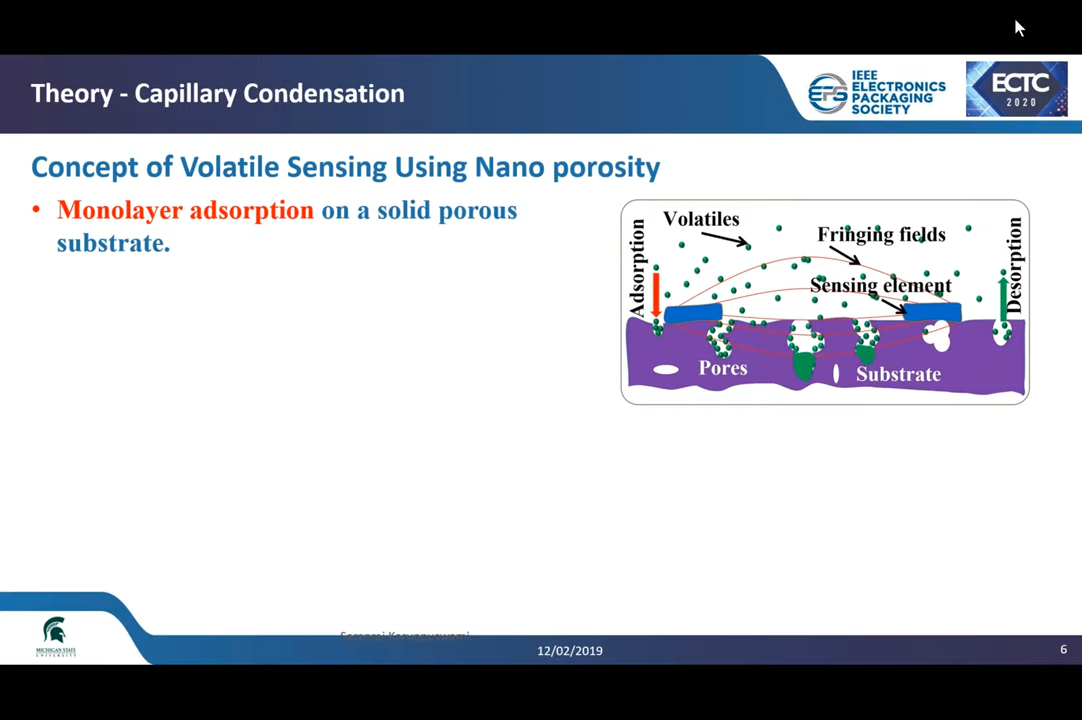 Theory - Capillary Condensation
IEEE
ELECTRONICS
PACKAGING
SOCIETY
EPS
ECTC
2020
Concept of Volatile Sensing Using Nano porosity
• Monolayer adsorption on a solid porous
substrate.
Volatiles
Fringing fields
Sensing element
Adsorption
Desorption
Pores
Substrate
MICHIGAN STATE
UNIVERSITY
12/02/2019
6